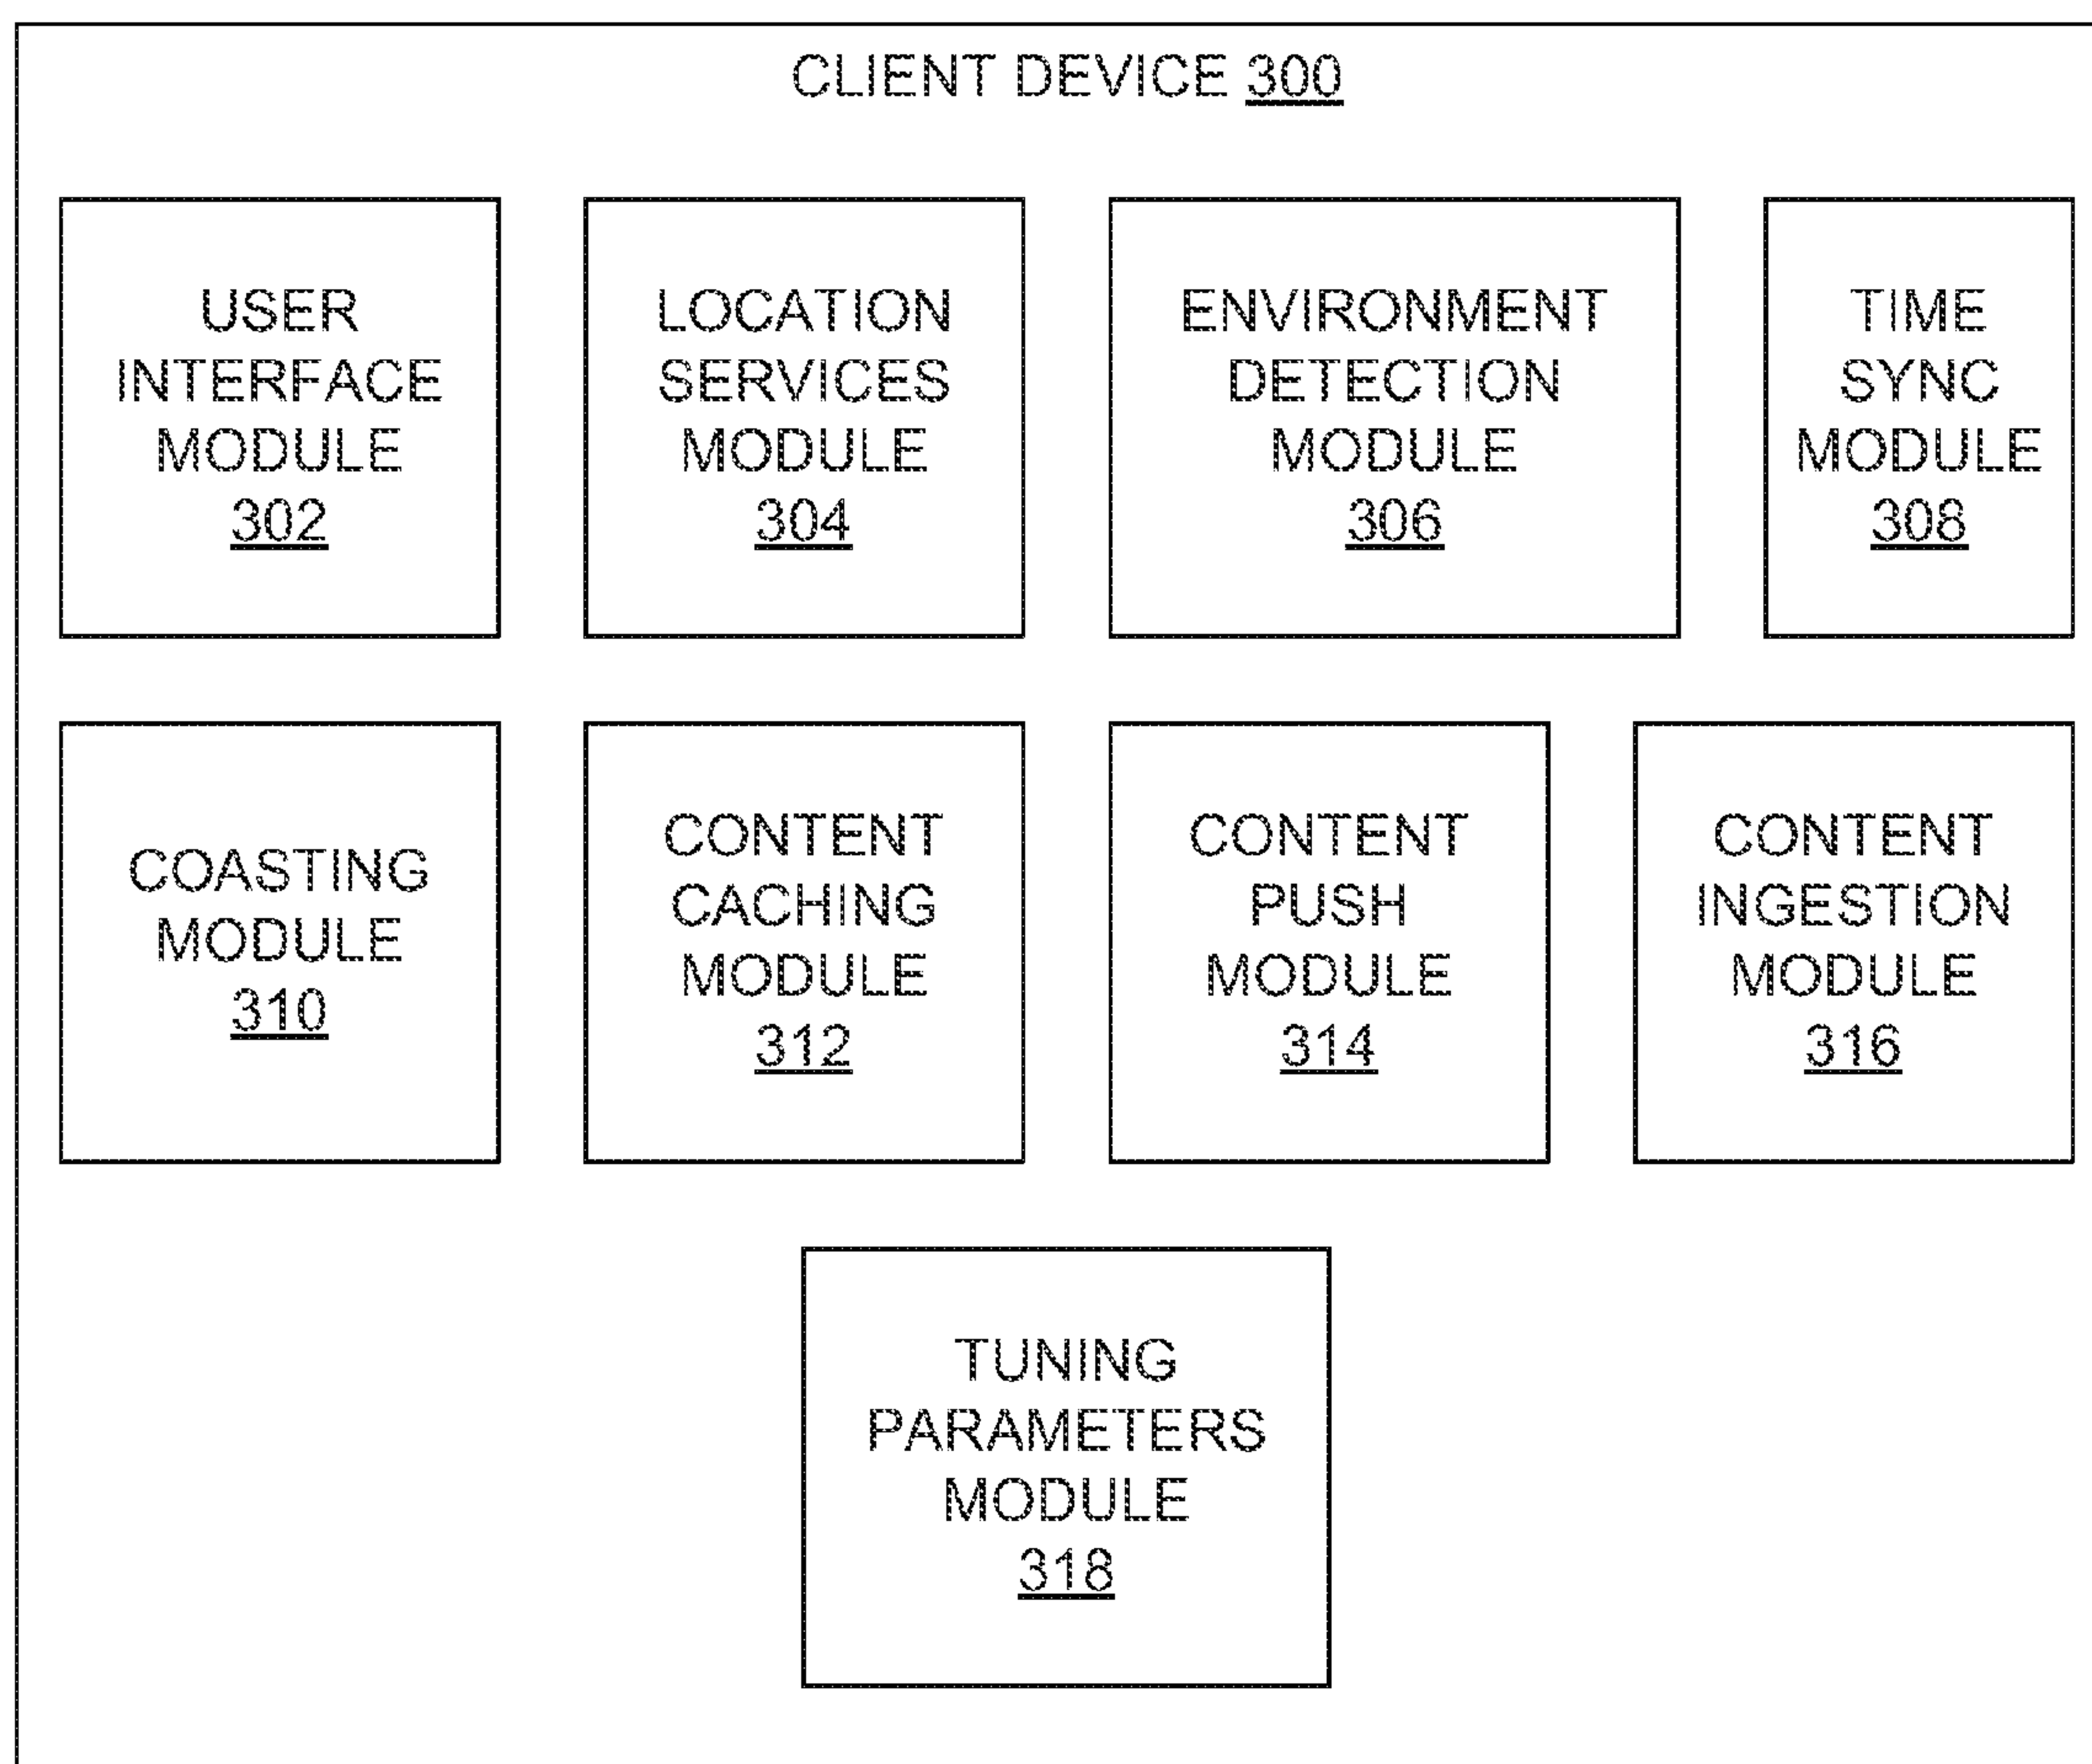 CLIENT DEVICE 300
USER
INTERFACE
MODULE
302
LOCATION
SERVICES
MODULE
304
ENVIRONMENT
DETECTION
MODULE
306
TIME
SYNC
MODULE
308
COASTING
MODULE
310
CONTENT
CACHING
MODULE
312
CONTENT
PUSH
MODULE
314
CONTENT
INGESTION
MODULE
316
TUNING
PARAMETERS
MODULE
318